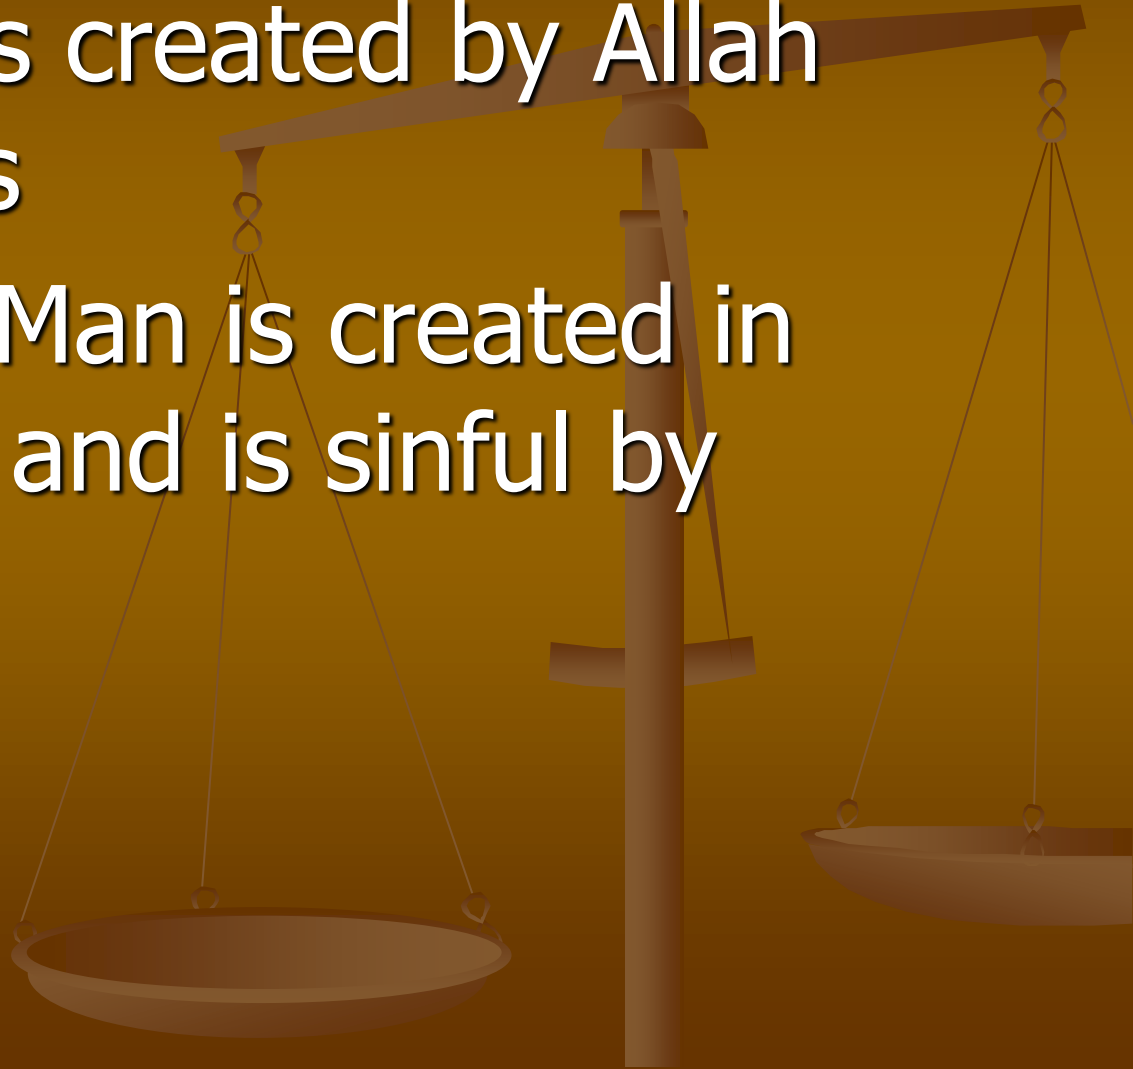 s created by Allah
s
Man is created in
and is sinful by